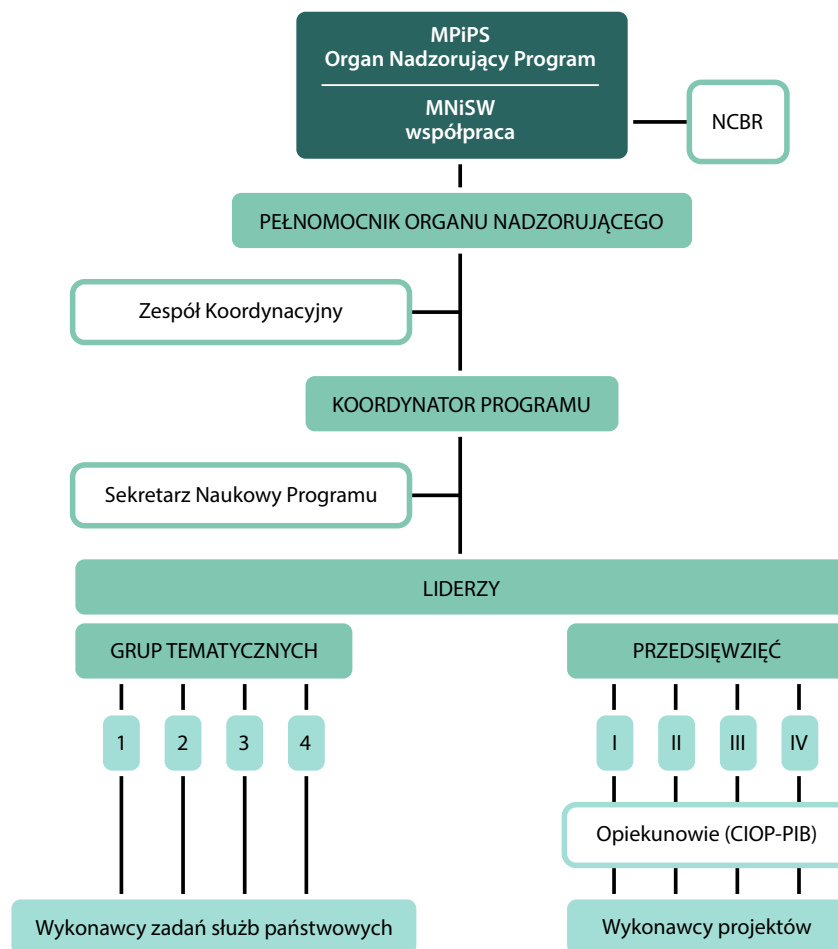 MPiPS
Organ Nadzorujący Program
MNiSW
współpraca
NCBR
PEŁNOMOCNIK ORGANU NADZORUJĄCEGO
Zespół Koordynacyjny
KOORDYNATOR PROGRAMU
Sekretarz Naukowy Programu
LIDERZY
GRUP TEMATYCZNYCH
PRZEDSIĘWZIĘĆ
1 2 3 4
I II III IV
Opiekunowie (CIOP-PIB)
Wykonawcy zadań służb państwowych
Wykonawcy projektów